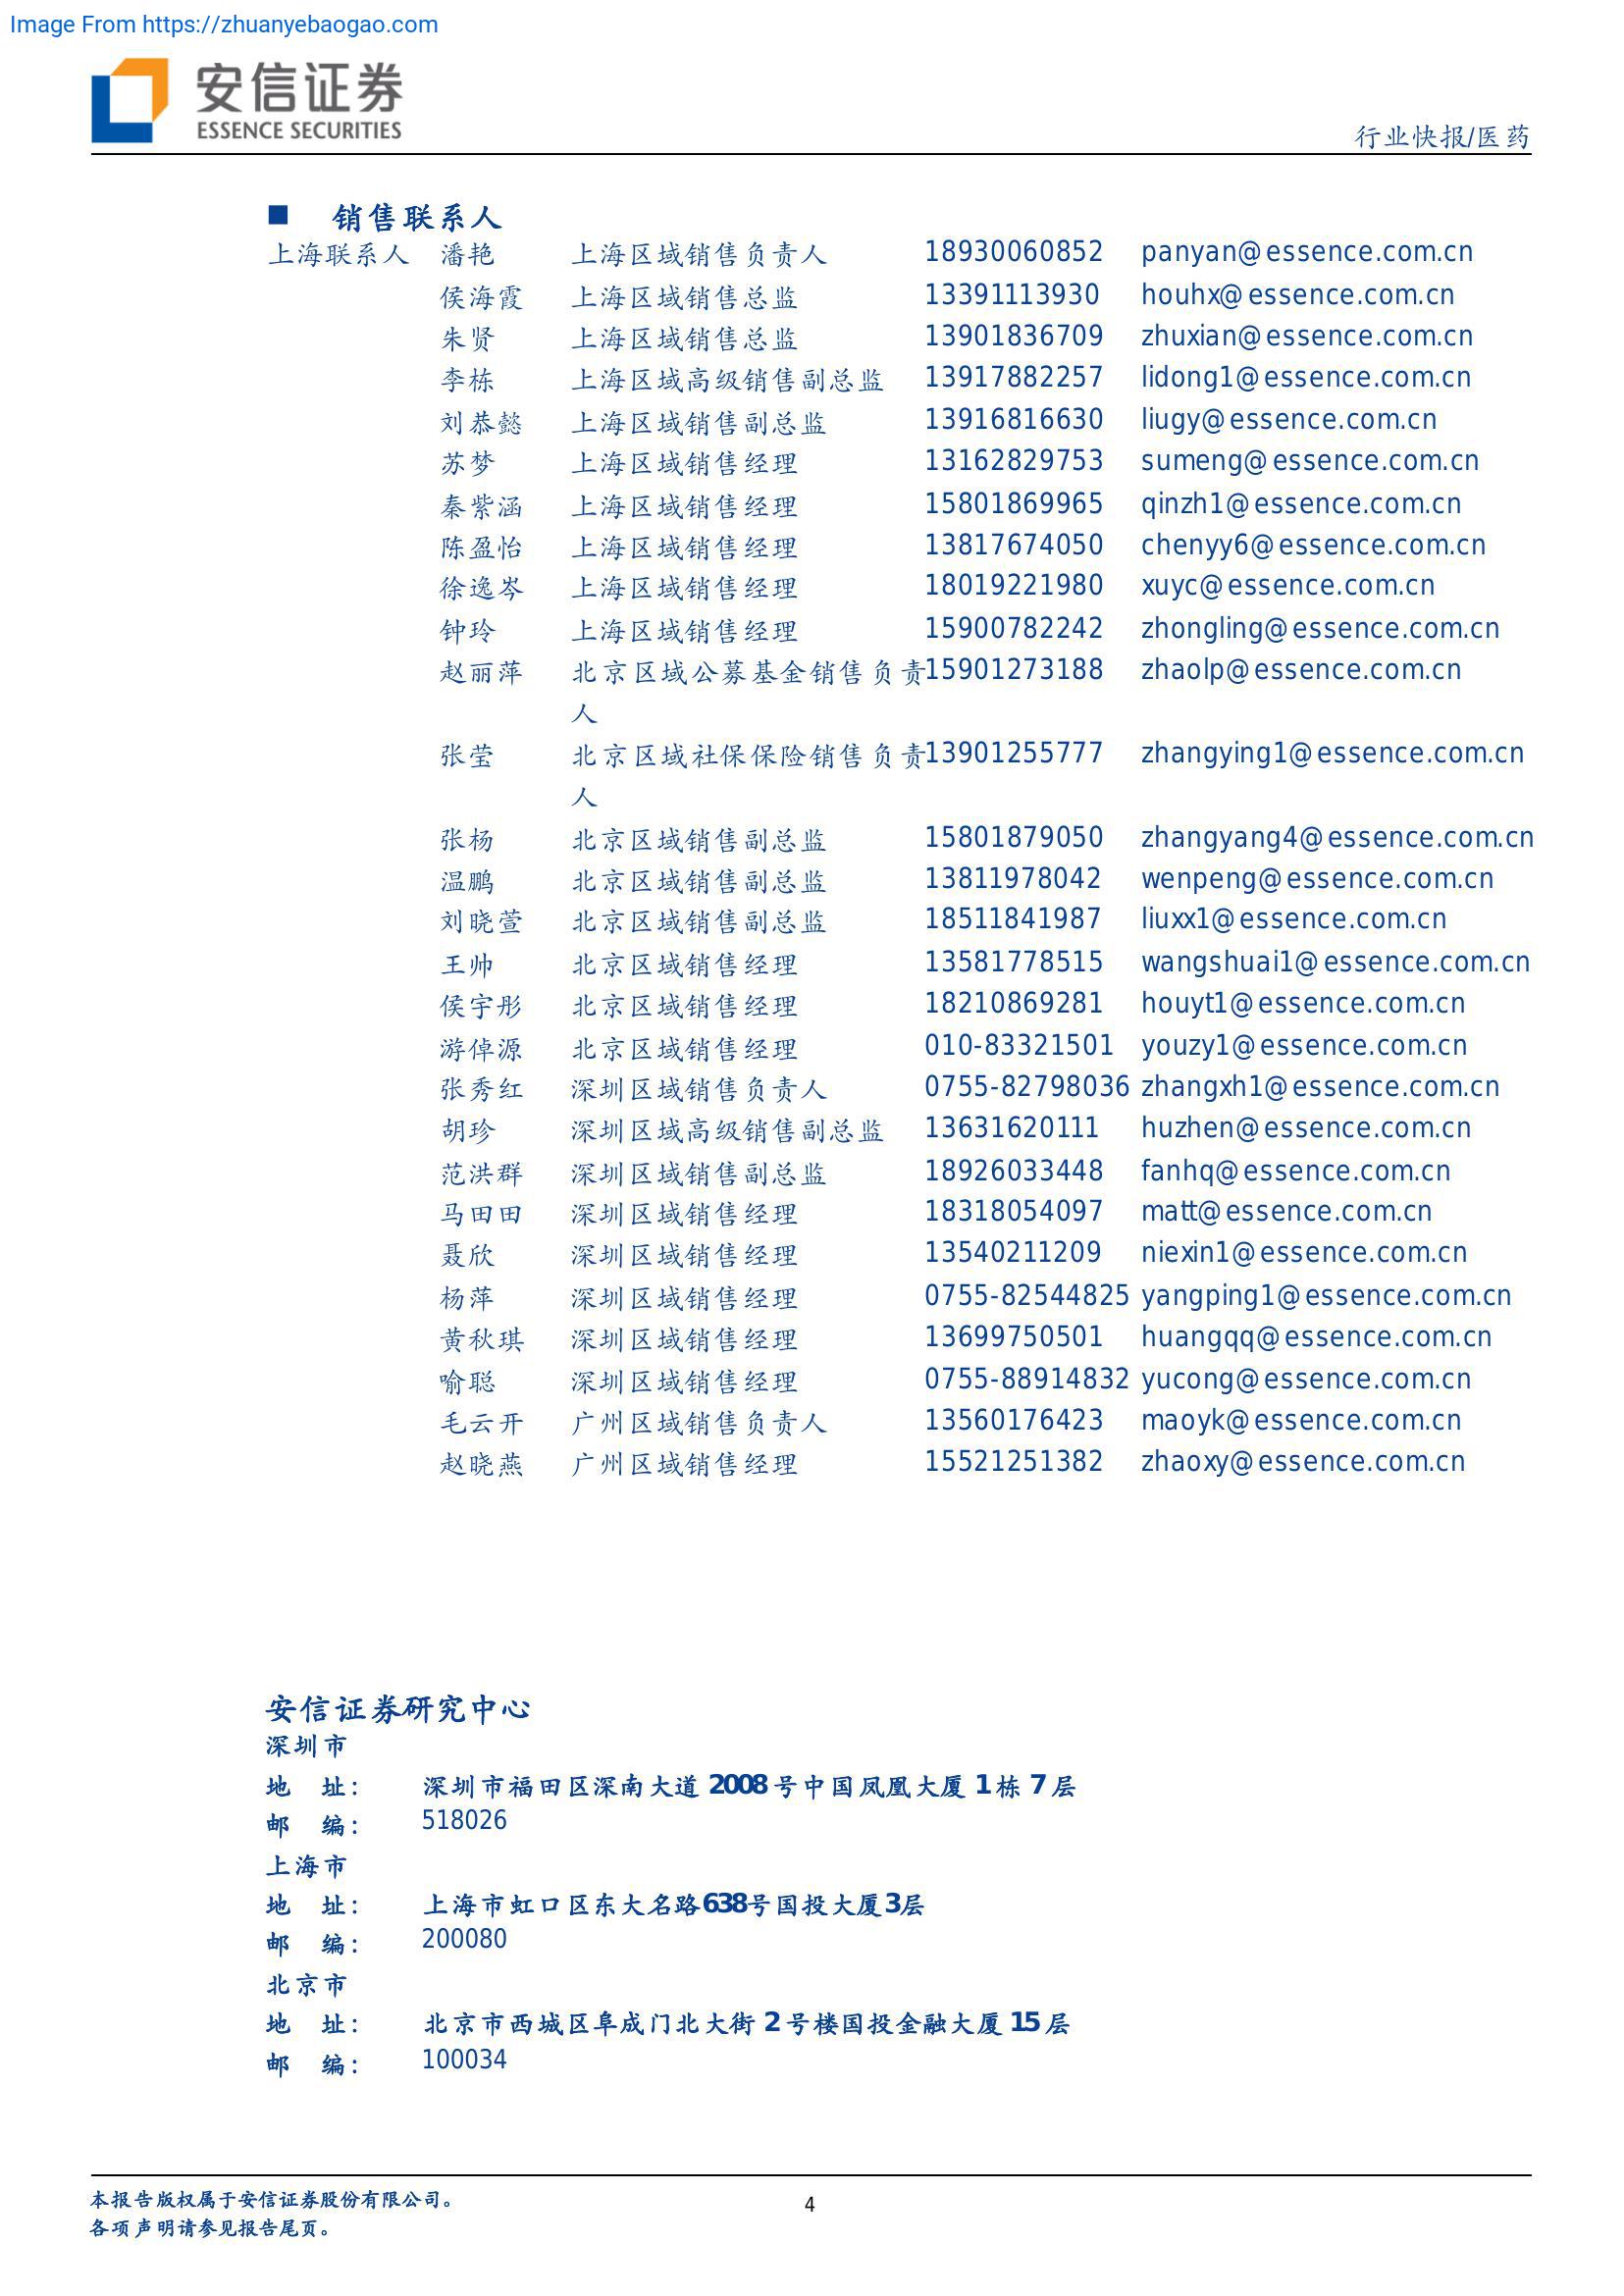 Image From https://zhuanyebaogao.com
安信证券
ESSENCE SECURITIES
行业快报/医药
■ 销售联系人
上海联系人 潘艳 上海区域销售负责人 18930060852 panyan@essence.com.cn
侯海霞 上海区域销售总监 13391113930 houhx@essence.com.cn
朱贤 上海区域销售总监 13901836709 zhuxian@essence.com.cn
李栋 上海区域高级销售副总监 13917882257 lidong1@essence.com.cn
刘恭懿 上海区域销售副总监 13916816630 liugy@essence.com.cn
苏梦 上海区域销售经理 13162829753 sumeng@essence.com.cn
秦紫涵 上海区域销售经理 15801869965 qinzh1@essence.com.cn
陈盈怡 上海区域销售经理 13817674050 chenyy6@essence.com.cn
徐逸岑 上海区域销售经理 18019221980 xuyc@essence.com.cn
钟玲 上海区域销售经理 15900782242 zhongling@essence.com.cn
赵丽萍 北京区域公募基金销售负责 15901273188 zhaolp@essence.com.cn
人
张莹 北京区域社保保险销售负责 13901255777 zhangying1@essence.com.cn
人
张杨 北京区域销售副总监 15801879050 zhangyang4@essence.com.cn
温鹏 北京区域销售副总监 13811978042 wenpeng@essence.com.cn
刘晓萱 北京区域销售副总监 18511841987 liuxx1@essence.com.cn
王帅 北京区域销售经理 13581778515 wangshuai1@essence.com.cn
侯宇彤 北京区域销售经理 18210869281 houyt1@essence.com.cn
游倬源 北京区域销售经理 010-83321501 youzy1@essence.com.cn
张秀红 深圳区域销售负责人 0755-82798036 zhangxh1@essence.com.cn
胡珍 深圳区域高级销售副总监 13631620111 huzhen@essence.com.cn
范洪群 深圳区域销售副总监 18926033448 fanhq@essence.com.cn
马田田 深圳区域销售经理 18318054097 matt@essence.com.cn
聂欣 深圳区域销售经理 13540211209 niexin1@essence.com.cn
杨萍 深圳区域销售经理 0755-82544825 yangping1@essence.com.cn
黄秋琪 深圳区域销售经理 13699750501 huangqq@essence.com.cn
喻聪 深圳区域销售经理 0755-88914832 yucong@essence.com.cn
毛云开 广州区域销售负责人 13560176423 maoyk@essence.com.cn
赵晓燕 广州区域销售经理 15521251382 zhaoxy@essence.com.cn
安信证券研究中心
深圳市
地 址： 深圳市福田区深南大道 2008 号中国凤凰大厦 1 栋 7 层
邮 编： 518026
上海市
地 址： 上海市虹口区东大名路638号国投大厦3层
邮 编： 200080
北京市
地 址： 北京市西城区阜成门北大街 2 号楼国投金融大厦 15 层
邮 编： 100034
本报告版权属于安信证券股份有限公司。
各项声明请参见报告尾页。
4